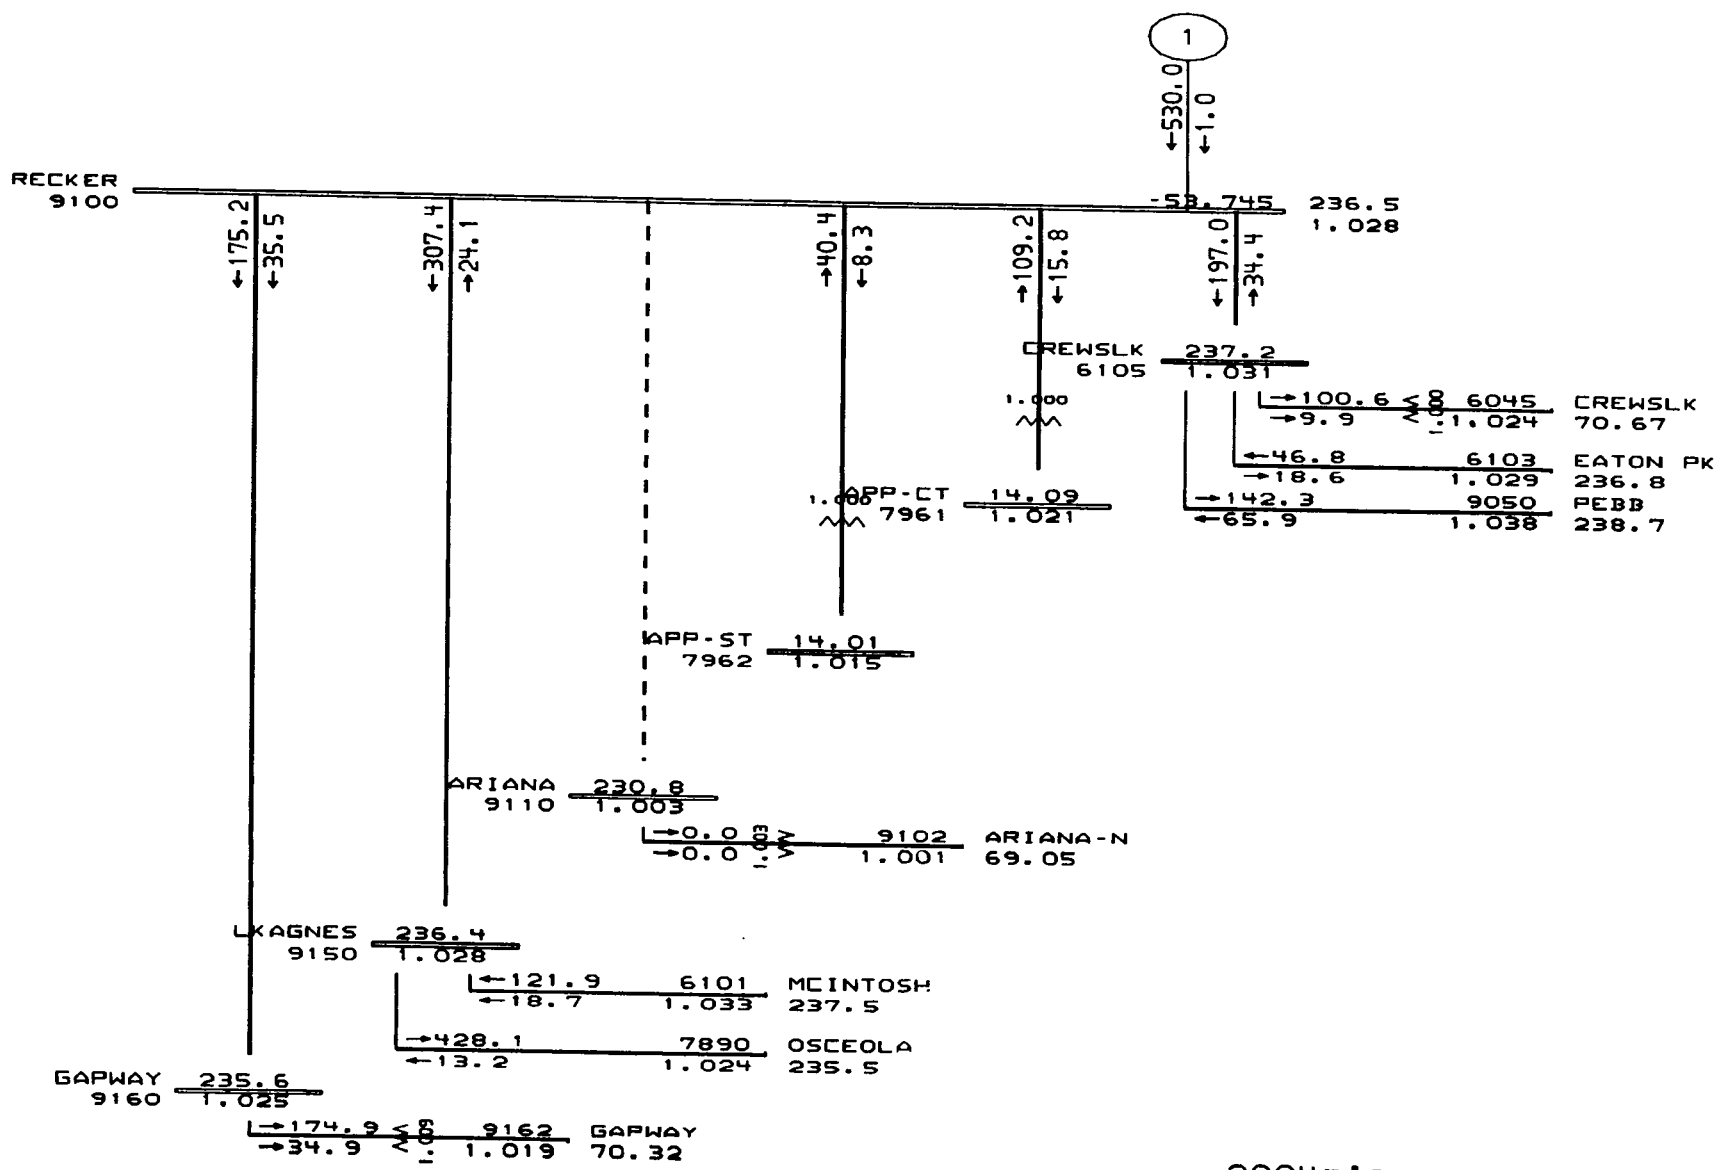 1
←530.0
←1.0
RECKER
9100
-53.745
236.5
1.028
←175.2
←35.5
←307.4
→24.1
→40.4
←8.3
→109.2
←15.8
←197.0
→34.4
CREWSLK 237.2
6105 1.031
1.000
→100.6 1.000 6045 CREWSLK
→9.9 1.024 70.67
←46.8 6103 EATON PK
→18.6 1.029 236.8
→142.3 9050 PEBB
←65.9 1.038 238.7
APP-CT 14.09
7961 1.021
1.000
APP-ST 14.01
7962 1.015
ARIANA 230.8
9110 1.003
→0.0 1.003 9102 ARIANA-N
→0.0 1.001 69.05
LKAGNES 236.4
9150 1.028
←121.9 6101 MCINTOSH
←18.7 1.033 237.5
→428.1 7890 OSCEOLA
←13.2 1.024 235.5
GAPWAY 235.6
9160 1.025
→174.9 1.009 9162 GAPWAY
→34.9 1.019 70.32